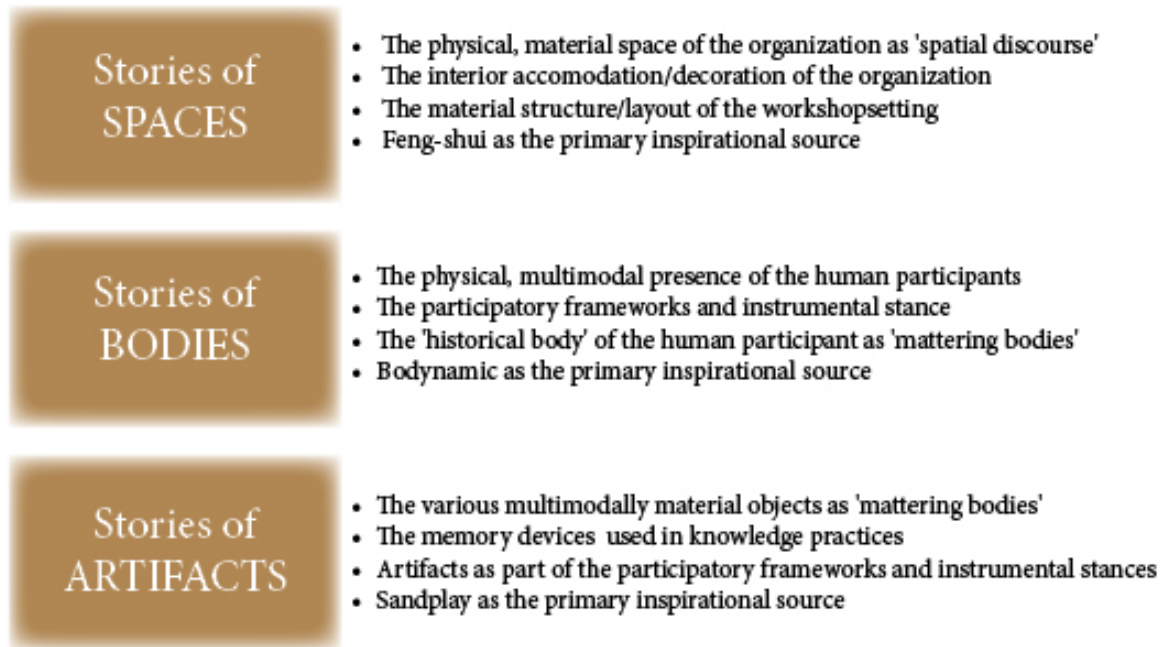 Stories of
SPACES
• The physical, material space of the organization as 'spatial discourse'
• The interior accomodation/decoration of the organization
• The material structure/layout of the workshopsetting
• Feng-shui as the primary inspirational source
Stories of
BODIES
• The physical, multimodal presence of the human participants
• The participatory frameworks and instrumental stance
• The 'historical body' of the human participant as 'mattering bodies'
• Bodynamic as the primary inspirational source
Stories of
ARTIFACTS
• The various multimodally material objects as 'mattering bodies'
• The memory devices used in knowledge practices
• Artifacts as part of the participatory frameworks and instrumental stances
• Sandplay as the primary inspirational source